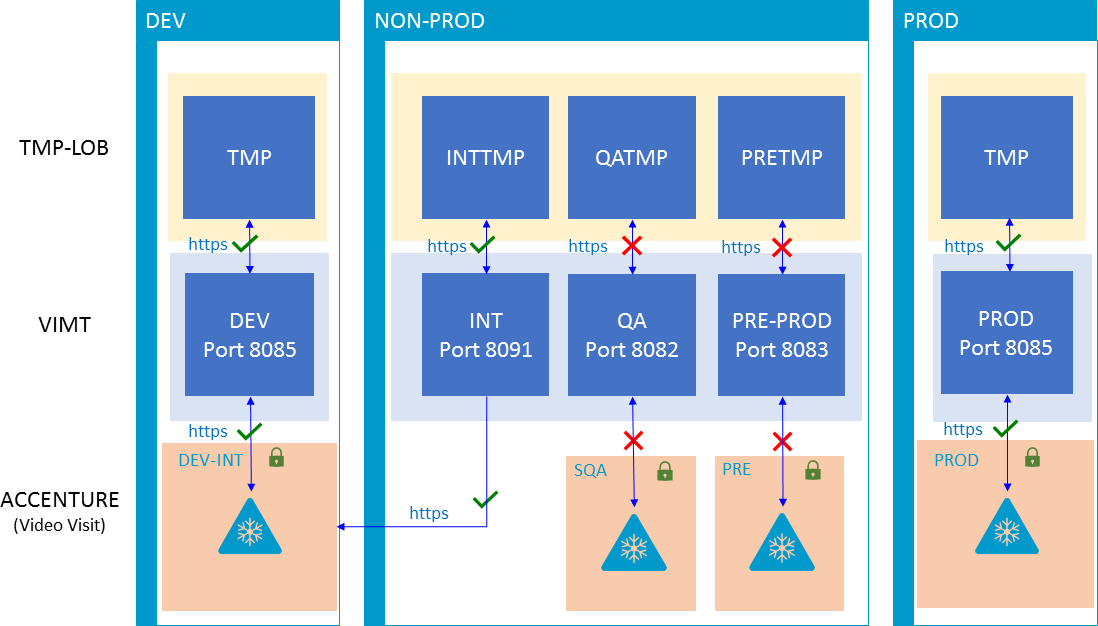 DEV
NON-PROD
PROD
TMP-LOB
TMP
INTTMP
QATMP
PRETMP
TMP
https
https
https
https
https
VIMT
DEV
Port 8085
INT
Port 8091
QA
Port 8082
PRE-PROD
Port 8083
PROD
Port 8085
https
https
DEV-INT
SQA
PRE
PROD
ACCENTURE
(Video Visit)
https